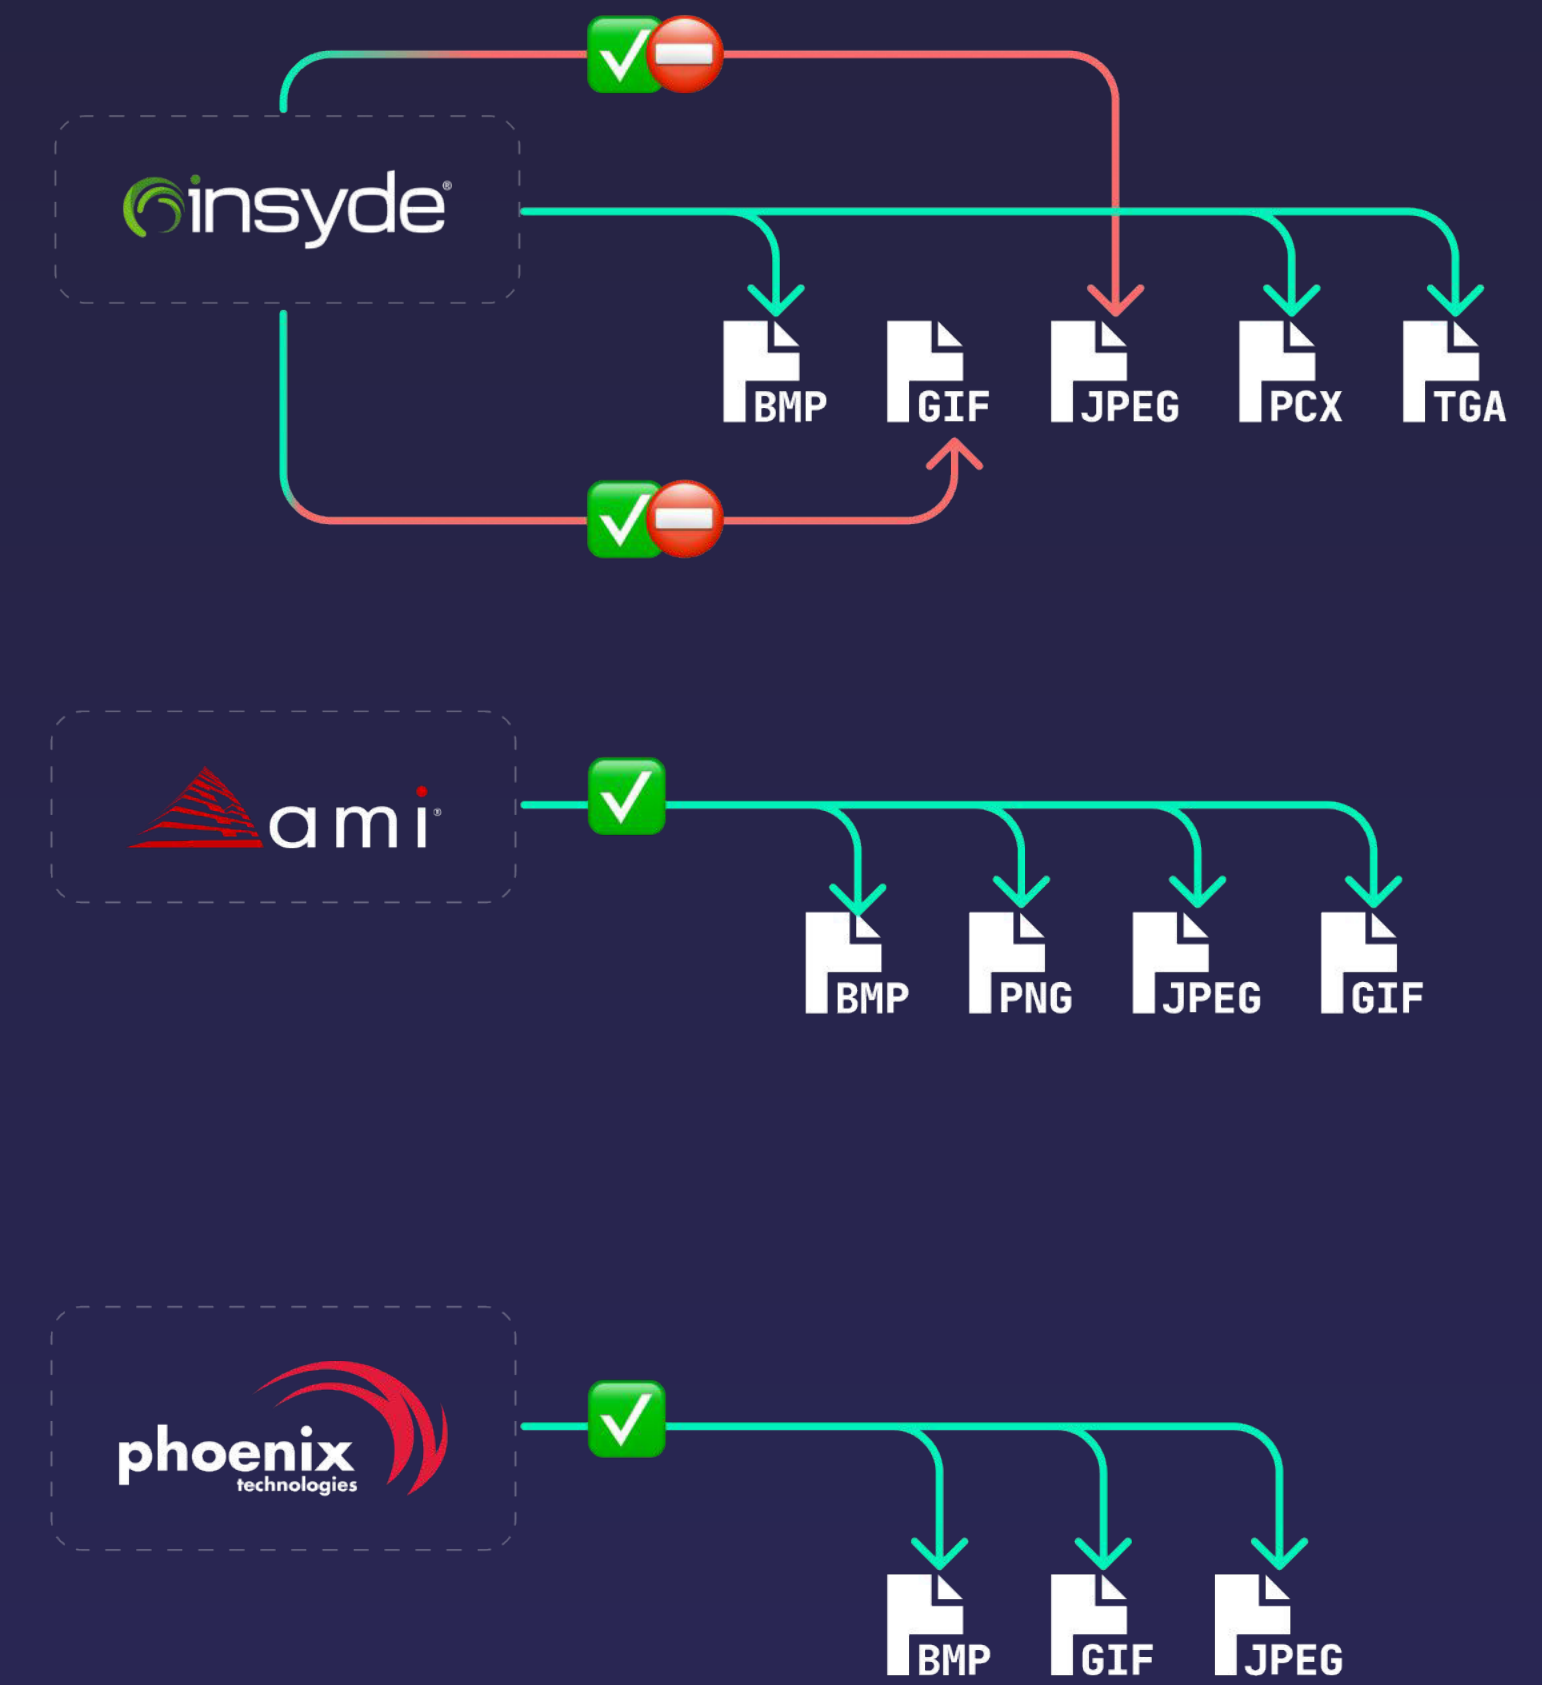 insyde®
BMP GIF JPEG PCX TGA
ami®
BMP PNG JPEG GIF
phoenix
technologies
BMP GIF JPEG